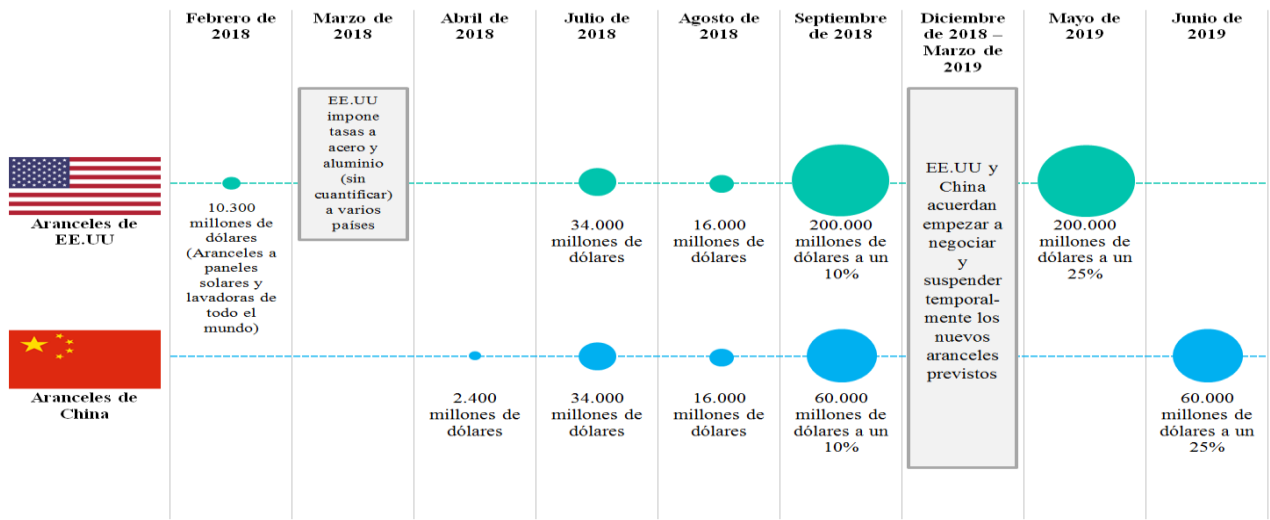 Febrero de
2018
Marzo de
2018
Abril de
2018
Julio de
2018
Agosto de
2018
Septiembre
de 2018
Diciembre
de 2018 –
Marzo de
2019
Mayo de
2019
Junio de
2019
Aranceles de
EE.UU
10.300
millones de
dólares
(Aranceles a
paneles
solares y
lavadoras de
todo el
mundo)
EE.UU
impone
tasas a
acero y
aluminio
(sin
cuantificar)
a varios
países
34.000
millones de
dólares
16.000
millones de
dólares
200.000
millones de
dólares a un
10%
EE.UU y
China
acuerdan
empezar a
negociar
y
suspender
temporal-
mente los
nuevos
aranceles
previstos
200.000
millones de
dólares a un
25%
Aranceles de
China
2.400
millones de
dólares
34.000
millones de
dólares
16.000
millones de
dólares
60.000
millones de
dólares a un
10%
60.000
millones de
dólares a un
25%